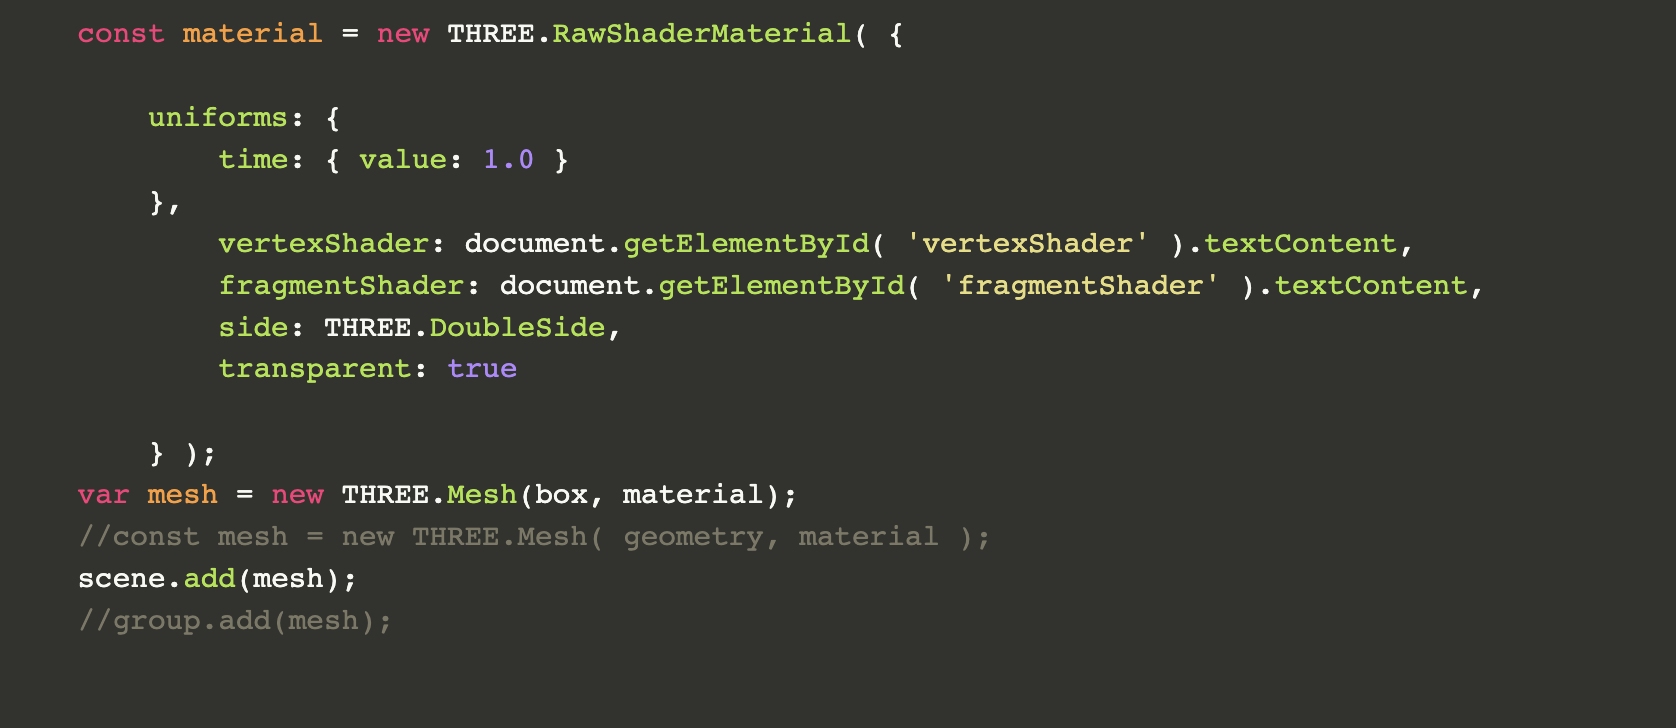 const material = new THREE.RawShaderMaterial( {
uniforms: {
time: { value: 1.0 }
},
vertexShader: document.getElementById( 'vertexShader' ).textContent,
fragmentShader: document.getElementById( 'fragmentShader' ).textContent,
side: THREE.DoubleSide,
transparent: true
} );
var mesh = new THREE.Mesh(box, material);
//const mesh = new THREE.Mesh( geometry, material );
scene.add(mesh);
//group.add(mesh);